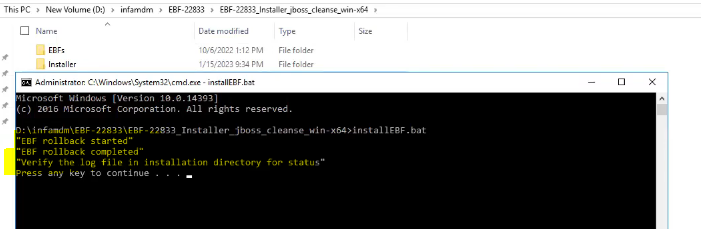 This PC > New Volume (D:) > infamdm > EBF-22833 > EBF-22833_Installer_jboss_cleanse_win-x64 >
Name Date modified Type Size
EBFs 10/6/2022 1:12 PM File folder
Installer 1/15/2023 9:34 PM File folder
Administrator: C:\Windows\System32\cmd.exe - installEBF.bat
Microsoft Windows [Version 10.0.14393]
(c) 2016 Microsoft Corporation. All rights reserved.
D:\infamdm\EBF-22833\EBF-22833_Installer_jboss_cleanse_win-x64>installEBF.bat
"EBF rollback started"
"EBF rollback completed"
"Verify the log file in installation directory for status"
Press any key to continue . . .